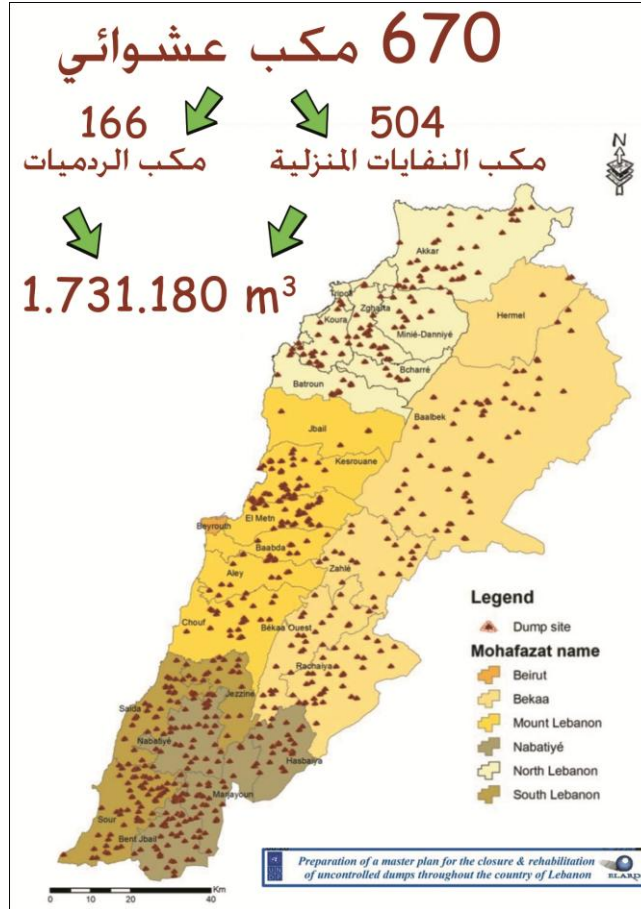 670 مكب عشوائي
166
504
مكب الردميات
مكب النفايات المنزلية
N
1.731.180 m³
Akkar
Tripoli
Zgharta
Hermel
Koura
Minié-Danniyé
Bcharré
Batroun
Baalbek
Jbail
Kesrouane
El Metn
Beyrouth
Baabda
Zahlé
Aley
Chouf
Békaa Ouest
Rachaiya
Jezzine
Saida
Nabatiyé
Hasbaiya
Marjayoun
Sour
Bent Jbail
Legend
Dump site
Mohafazat name
Beirut
Bekaa
Mount Lebanon
Nabatiyé
North Lebanon
South Lebanon
Km
0 10 20 40
Preparation of a master plan for the closure & rehabilitation
of uncontrolled dumps throughout the country of Lebanon
ELARD